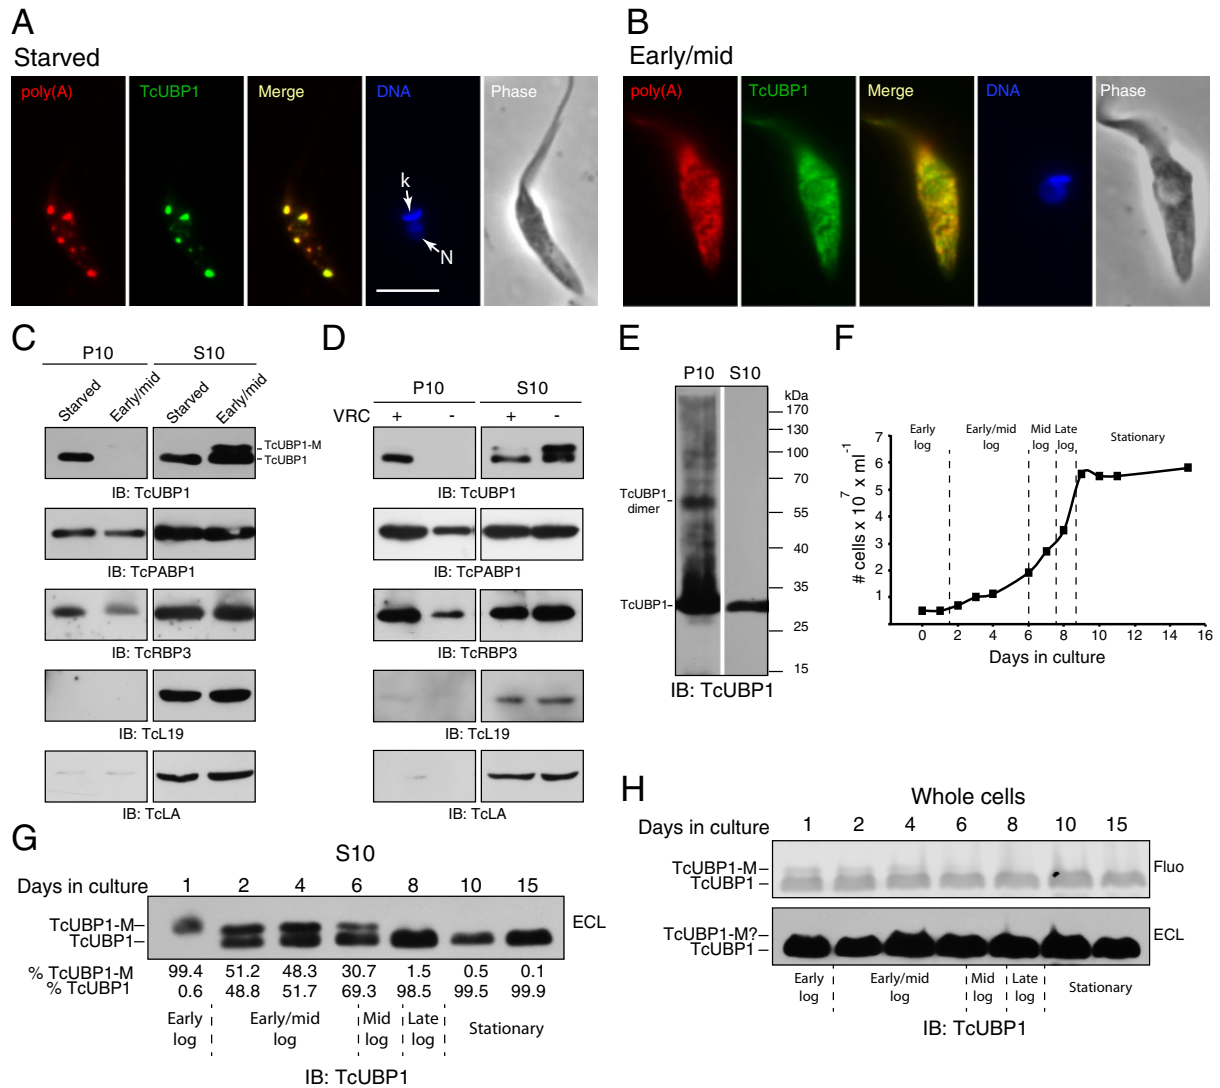 A
Starved
poly(A) TcUBP1 Merge DNA Phase
k
N
B
Early/mid
poly(A) TcUBP1 Merge DNA Phase
C
P10 S10
Starved Early/mid Starved Early/mid
TcUBP1-M
TcUBP1
IB: TcUBP1
IB: TcPABP1
IB: TcRBP3
IB: TcL19
IB: TcLA
D
P10 S10
VRC + - + -
IB: TcUBP1
IB: TcPABP1
IB: TcRBP3
IB: TcL19
IB: TcLA
E
P10 S10
kDa
170
130
100
70
TcUBP1
dimer
55
40
35
TcUBP1
25
15
IB: TcUBP1
F
Early log Early/mid log Mid log Late log Stationary
# cells x 10^7 x ml^-1
7
6
5
4
3
2
1
0 2 4 6 8 10 12 14 16
Days in culture
G
S10
Days in culture 1 2 4 6 8 10 15
TcUBP1-M
TcUBP1
ECL
% TcUBP1-M 99.4 51.2 48.3 30.7 1.5 0.5 0.1
% TcUBP1 0.6 48.8 51.7 69.3 98.5 99.5 99.9
Early log Early/mid log Mid log Late log Stationary
IB: TcUBP1
H
Whole cells
Days in culture 1 2 4 6 8 10 15
TcUBP1-M
TcUBP1
Fluo
TcUBP1-M?
TcUBP1
ECL
Early log Early/mid log Mid log Late log Stationary
IB: TcUBP1